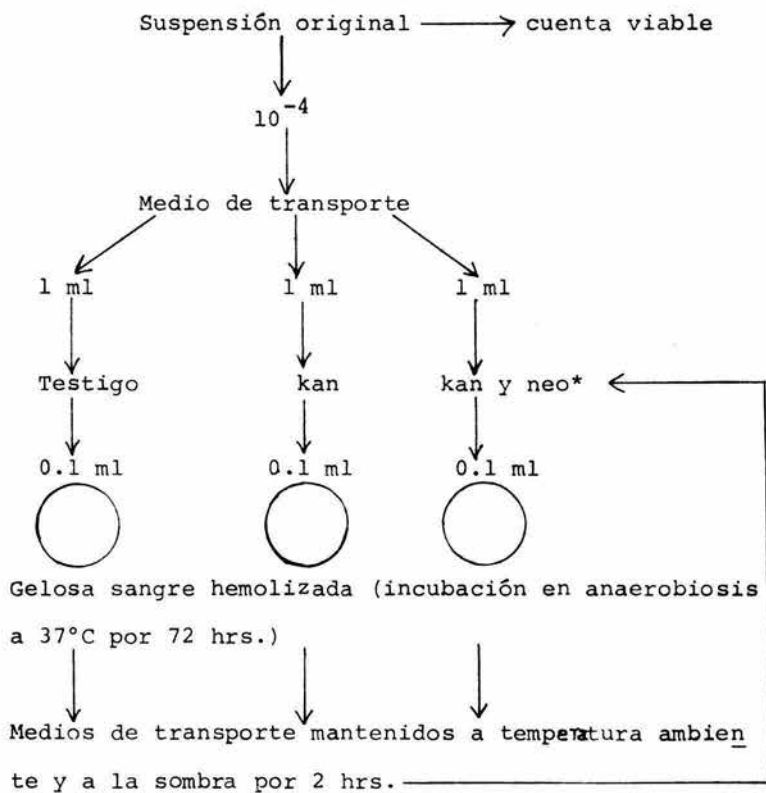 Suspensión original ⟶ cuenta viable
10⁻⁴
Medio de transporte
1 ml 1 ml 1 ml
Testigo kan kan y neo*
0.1 ml 0.1 ml 0.1 ml
Gelosa sangre hemolizada (incubación en anaerobiosis
a 37°C por 72 hrs.)
Medios de transporte mantenidos a temperatura ambien
te y a la sombra por 2 hrs.